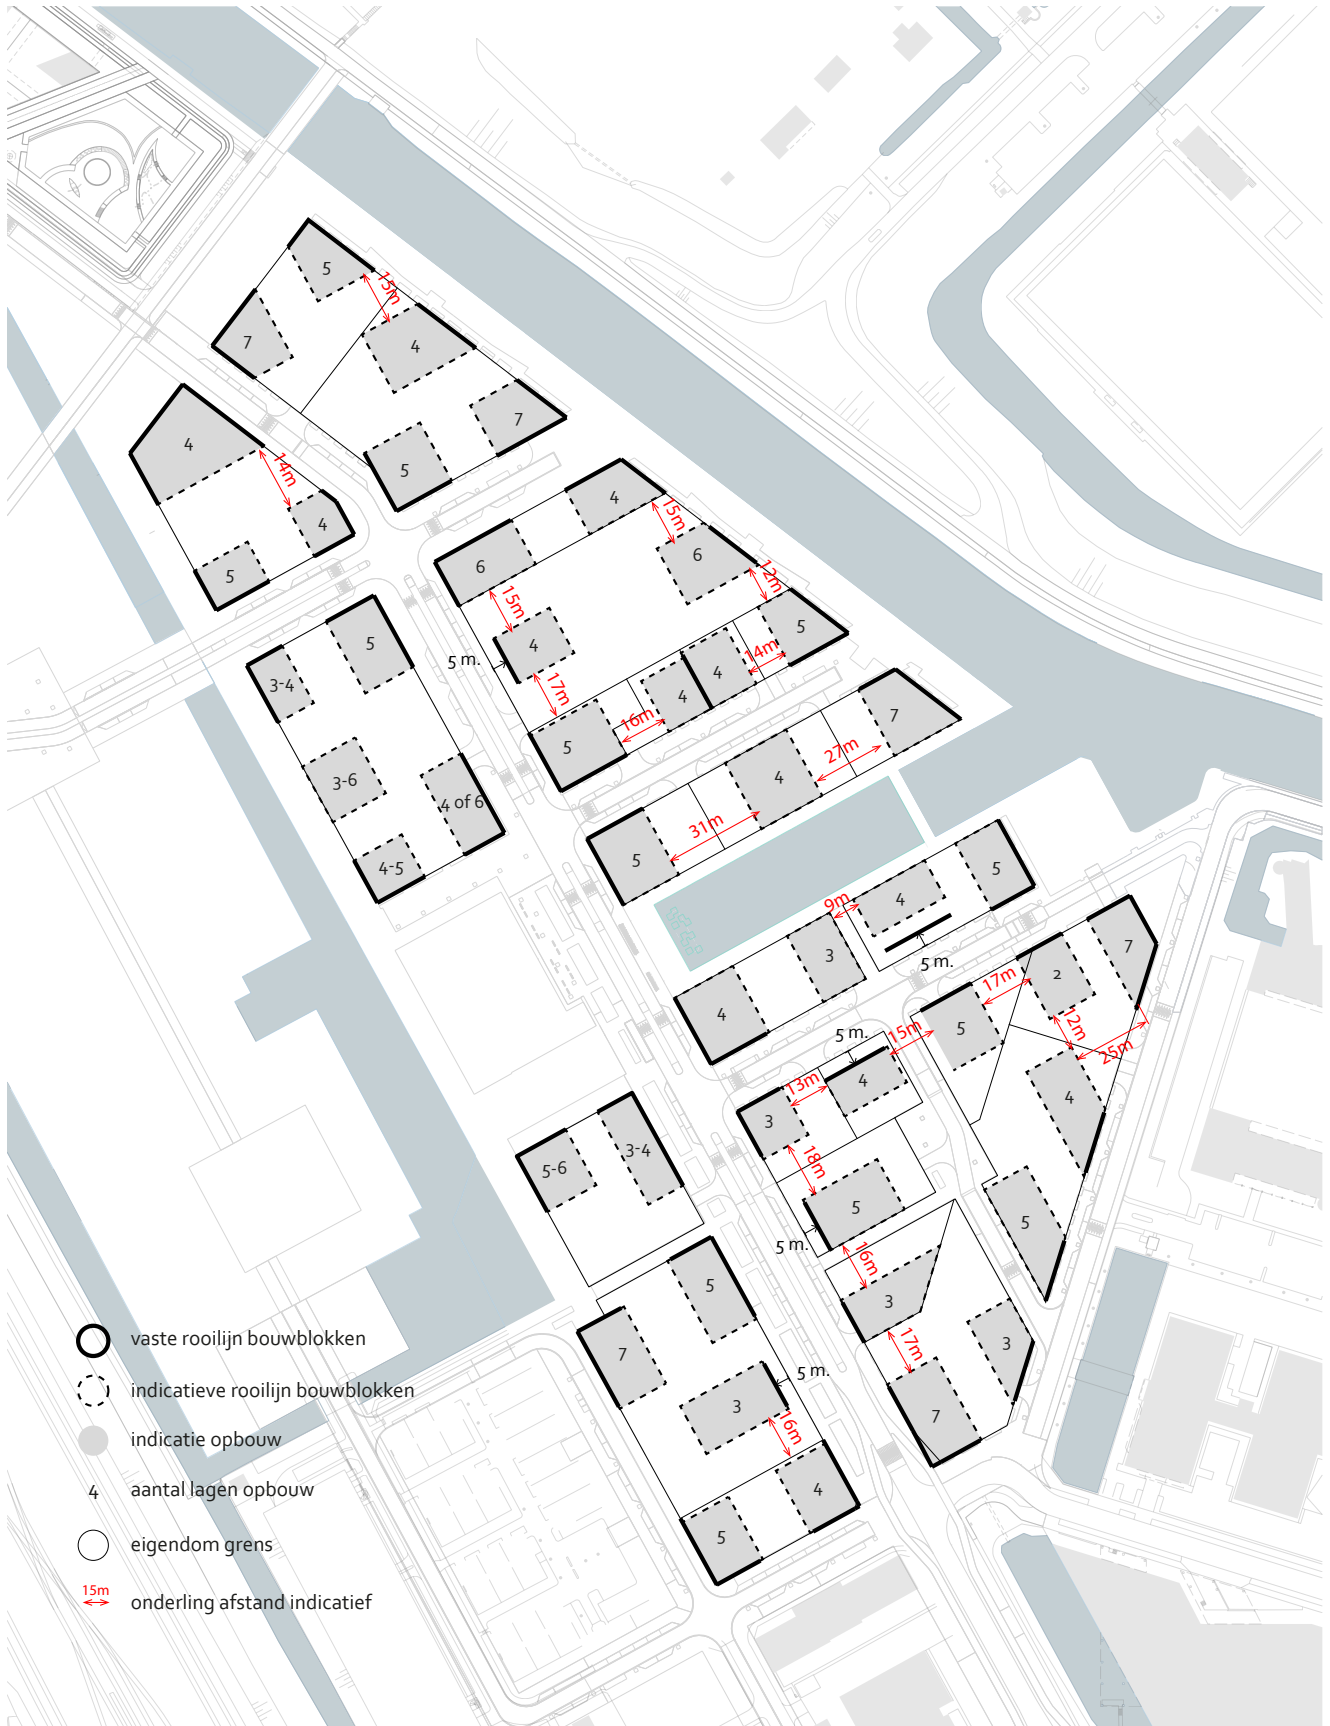 5
15m
7
4
7
5
4
14m
4
5
4
15m
6
6
12m
15m
5
4
5 m.
14m
4
4
17m
16m
5
5
3-4
3-6
4 of 6
4-5
7
27m
4
31m
5
5
4
9m
5 m.
3
4
7
2
17m
5
12m
25m
15m
5 m.
4
13m
3
4
18m
5
5 m.
5
16m
3
17m
3
7
3-4
5-6
5
7
5 m.
3
16m
4
5
vaste rooilijn bouwblokken
indicatieve rooilijn bouwblokken
indicatie opbouw
4 aantal lagen opbouw
eigendom grens
15m onderling afstand indicatief